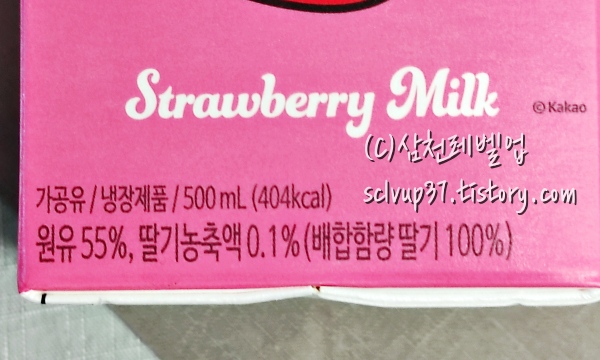 Strawberry Milk
©Kakao
(C)삼천레벨업
sclvup37.tistory.com
가공유 / 냉장제품 / 500 mL (404kcal)
원유 55%, 딸기농축액 0.1% (배합함량 딸기 100%)